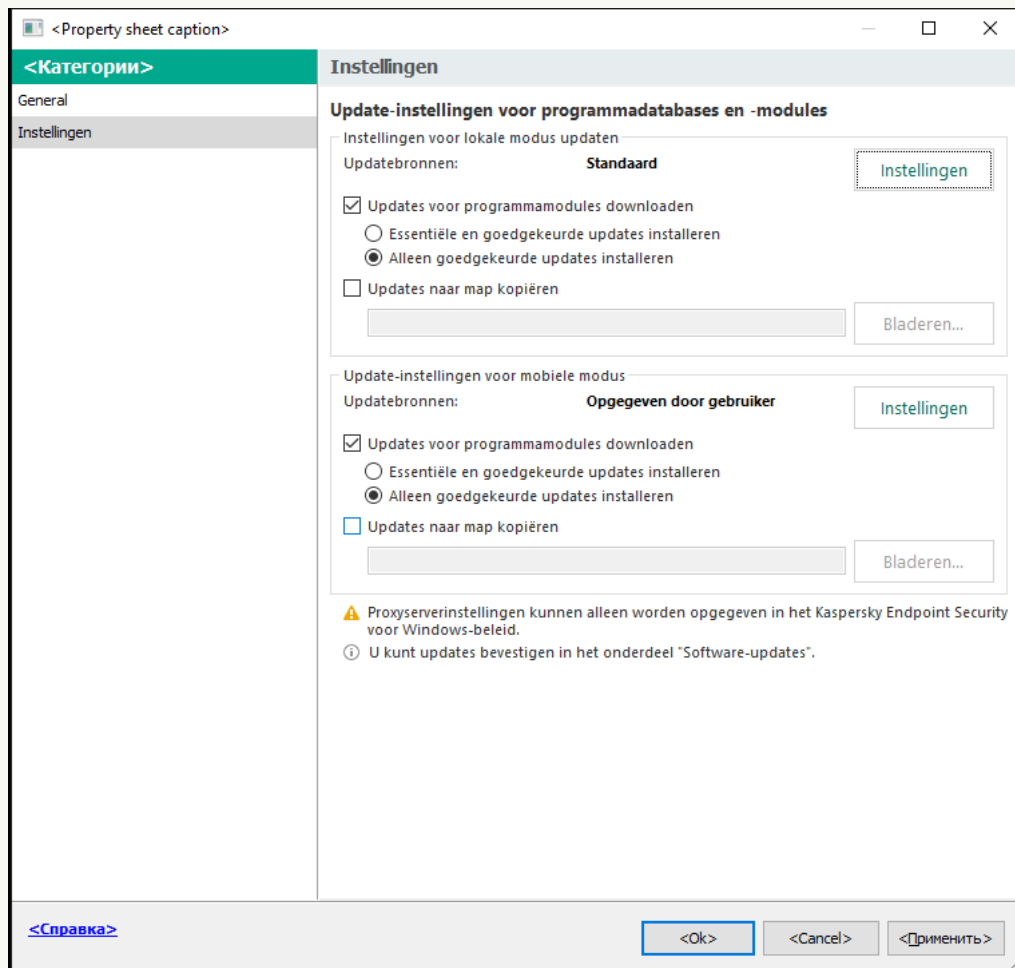 <Property sheet caption>
<Категории>
General
Instellingen
Instellingen
Update-instellingen voor programmadatabases en -modules
Instellingen voor lokale modus updaten
Updatebronnen: Standaard
Instellingen
Updates voor programmamodules downloaden
Essentiële en goedgekeurde updates installeren
Alleen goedgekeurde updates installeren
Updates naar map kopiëren
Bladeren...
Update-instellingen voor mobiele modus
Updatebronnen: Opgegeven door gebruiker
Instellingen
Updates voor programmamodules downloaden
Essentiële en goedgekeurde updates installeren
Alleen goedgekeurde updates installeren
Updates naar map kopiëren
Bladeren...
Proxyserverinstellingen kunnen alleen worden opgegeven in het Kaspersky Endpoint Security
voor Windows-beleid.
U kunt updates bevestigen in het onderdeel "Software-updates".
<Справка>
<Ok>
<Cancel>
<Применить>